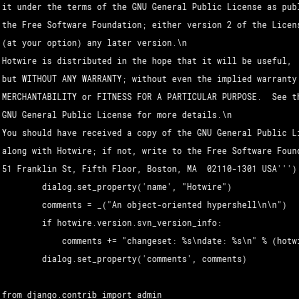 it under the terms of the GNU General Public License as publ
the Free Software Foundation; either version 2 of the Licens
(at your option) any later version.\n
Hotwire is distributed in the hope that it will be useful,
but WITHOUT ANY WARRANTY; without even the implied warranty
MERCHANTABILITY or FITNESS FOR A PARTICULAR PURPOSE.  See th
GNU General Public License for more details.\n
You should have received a copy of the GNU General Public Li
along with Hotwire; if not, write to the Free Software Found
51 Franklin St, Fifth Floor, Boston, MA  02110-1301 USA''')
        dialog.set_property('name', "Hotwire")
        comments = _("An object-oriented hypershell\n\n")
        if hotwire.version.svn_version_info:
            comments += "changeset: %s\ndate: %s\n" % (hotwi
        dialog.set_property('comments', comments)
from django.contrib import admin